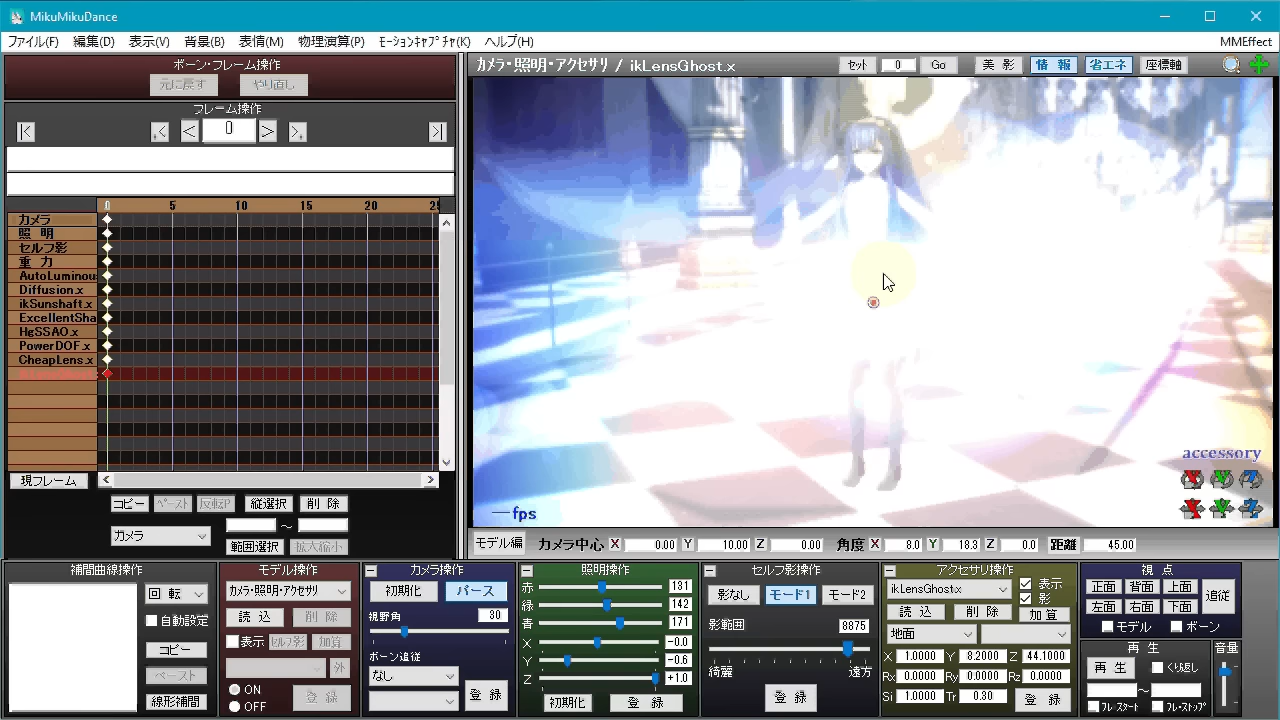 MikuMikuDance
ファイル(F) 編集(D) 表示(V) 背景(B) 表情(M) 物理演算(P) ﾓｰｼｮﾝｷｬﾌﾟﾁｬ(K) ヘルプ(H) MMEffect
ボーン・フレーム操作
元に戻す やり直し
フレーム操作
|< .< < 0 > >. >|
0 5 10 15 20 25
カメラ
照 明
セルフ影
重 力
AutoLuminou
Diffusion.x
ikSunshaft.x
ExcellentSha
HgSSAO.x
PowerDOF.x
CheapLens.x
現フレーム
コピー ﾍﾟｰｽﾄ 反転P 縦選択 削 除
カメラ ～
範囲選択 拡大縮小
ｶﾒﾗ･照明･ｱｸｾｻﾘ / ikLensGhost.x ｾｯﾄ 0 Go 美 影 情 報 省エネ 座標軸
accessory
—fps
モデル編 カメラ中心 X 0.00 Y 10.00 Z 0.00 角度 X 8.0 Y 18.3 Z 0.0 距離 45.00
補間曲線操作
回 転
自動設定
コピー
ペースト
線形補間
モデル操作
ｶﾒﾗ･照明･ｱｸｾｻﾘ
読 込 削 除
表示 ｾﾙﾌ影 加算
外
ON
OFF
登 録
カメラ操作
初期化 パース
視野角 30
ボーン追従
なし
登 録
照明操作
赤 131
緑 142
青 171
X -0.0
Y -0.6
Z +1.0
初期化 登 録
セルフ影操作
影なし モード1 モード2
影範囲 8875
綺麗 遠方
登 録
アクセサリ操作
ikLensGhost.x 表示
影
読 込 削 除 加 算
地面
X 1.0000 Y 8.2000 Z 44.1000
Rx 0.0000 Ry 0.0000 Rz 0.0000
Si 1.0000 Tr 0.30 登 録
視 点
正面 背面 上面 追従
左面 右面 下面
モデル ボーン
再 生
再 生 くり返し
～
ﾌﾚ･ｽﾀｰﾄ ﾌﾚ･ｽﾄｯﾌﾟ
音量